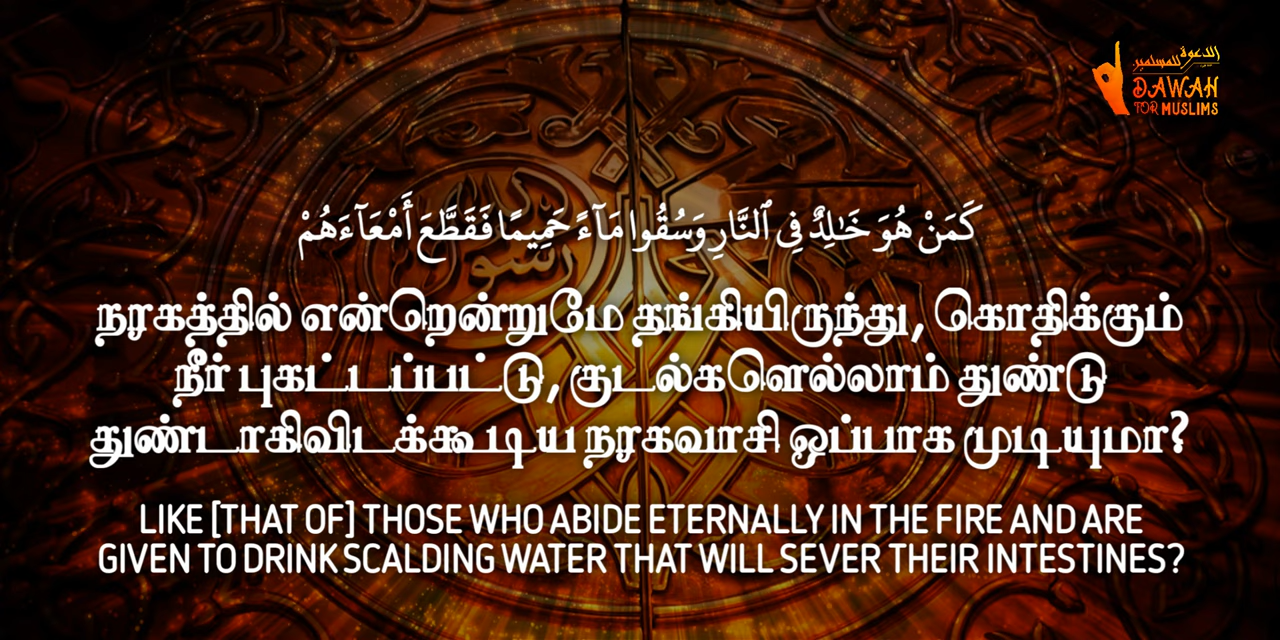 الدعوة للمسلمين
DAWAH
FOR MUSLIMS
كَمَنْ هُوَ خَـٰلِدٌ فِى ٱلنَّارِ وَسُقُوا مَآءً حَمِيمًا فَقَطَّعَ أَمْعَآءَهُمْ
நரகத்தில் என்றென்றுமே தங்கியிருந்து, கொதிக்கும்
நீர் புகட்டப்பட்டு, குடல்களெல்லாம் துண்டு
துண்டாகிவிடக்கூடிய நரகவாசி ஒப்பாக முடியுமா?
LIKE [THAT OF] THOSE WHO ABIDE ETERNALLY IN THE FIRE AND ARE
GIVEN TO DRINK SCALDING WATER THAT WILL SEVER THEIR INTESTINES?